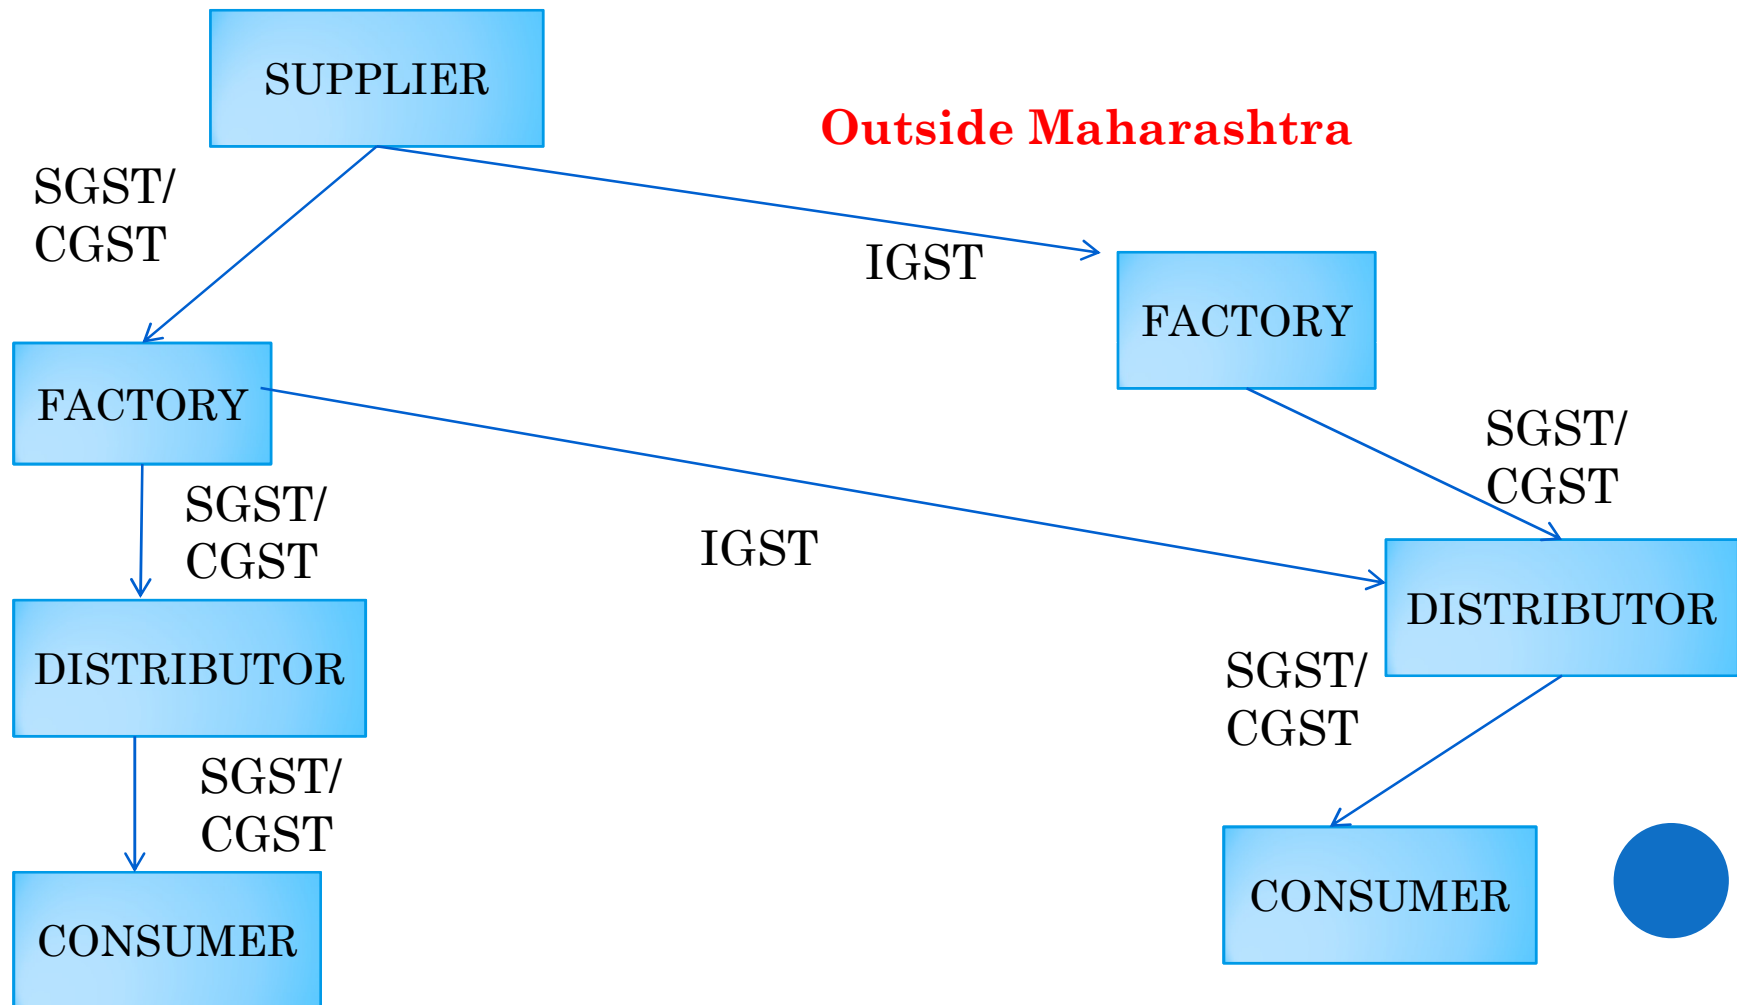 SUPPLIER
Outside Maharashtra
SGST/
CGST
IGST
FACTORY
FACTORY
SGST/
CGST
SGST/
CGST
IGST
DISTRIBUTOR
DISTRIBUTOR
SGST/
CGST
SGST/
CGST
CONSUMER
CONSUMER